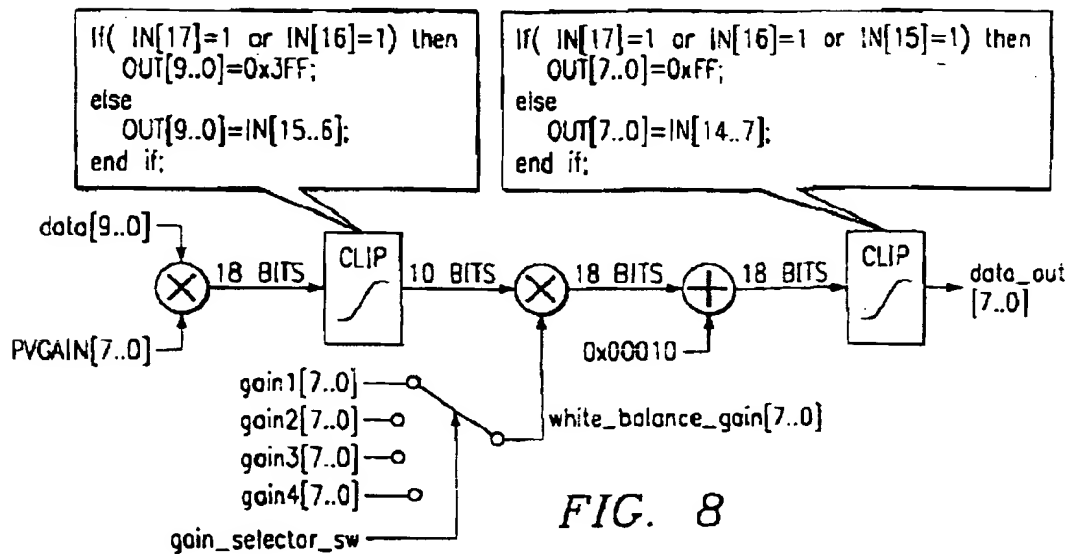 If( IN[17]=1 or IN[16]=1) then
OUT[9..0]=0x3FF;
else
OUT[9..0]=IN[15..6];
end if;
If( IN[17]=1 or IN[16]=1 or IN[15]=1) then
OUT[7..0]=0xFF;
else
OUT[7..0]=IN[14..7];
end if;
data[9..0]
PVGAIN[7..0]
18 BITS
CLIP
10 BITS
18 BITS
18 BITS
CLIP
data_out
[7..0]
0x00010
gain1[7..0]
gain2[7..0]
gain3[7..0]
gain4[7..0]
white_balance_gain[7..0]
gain_selector_sw
FIG. 8